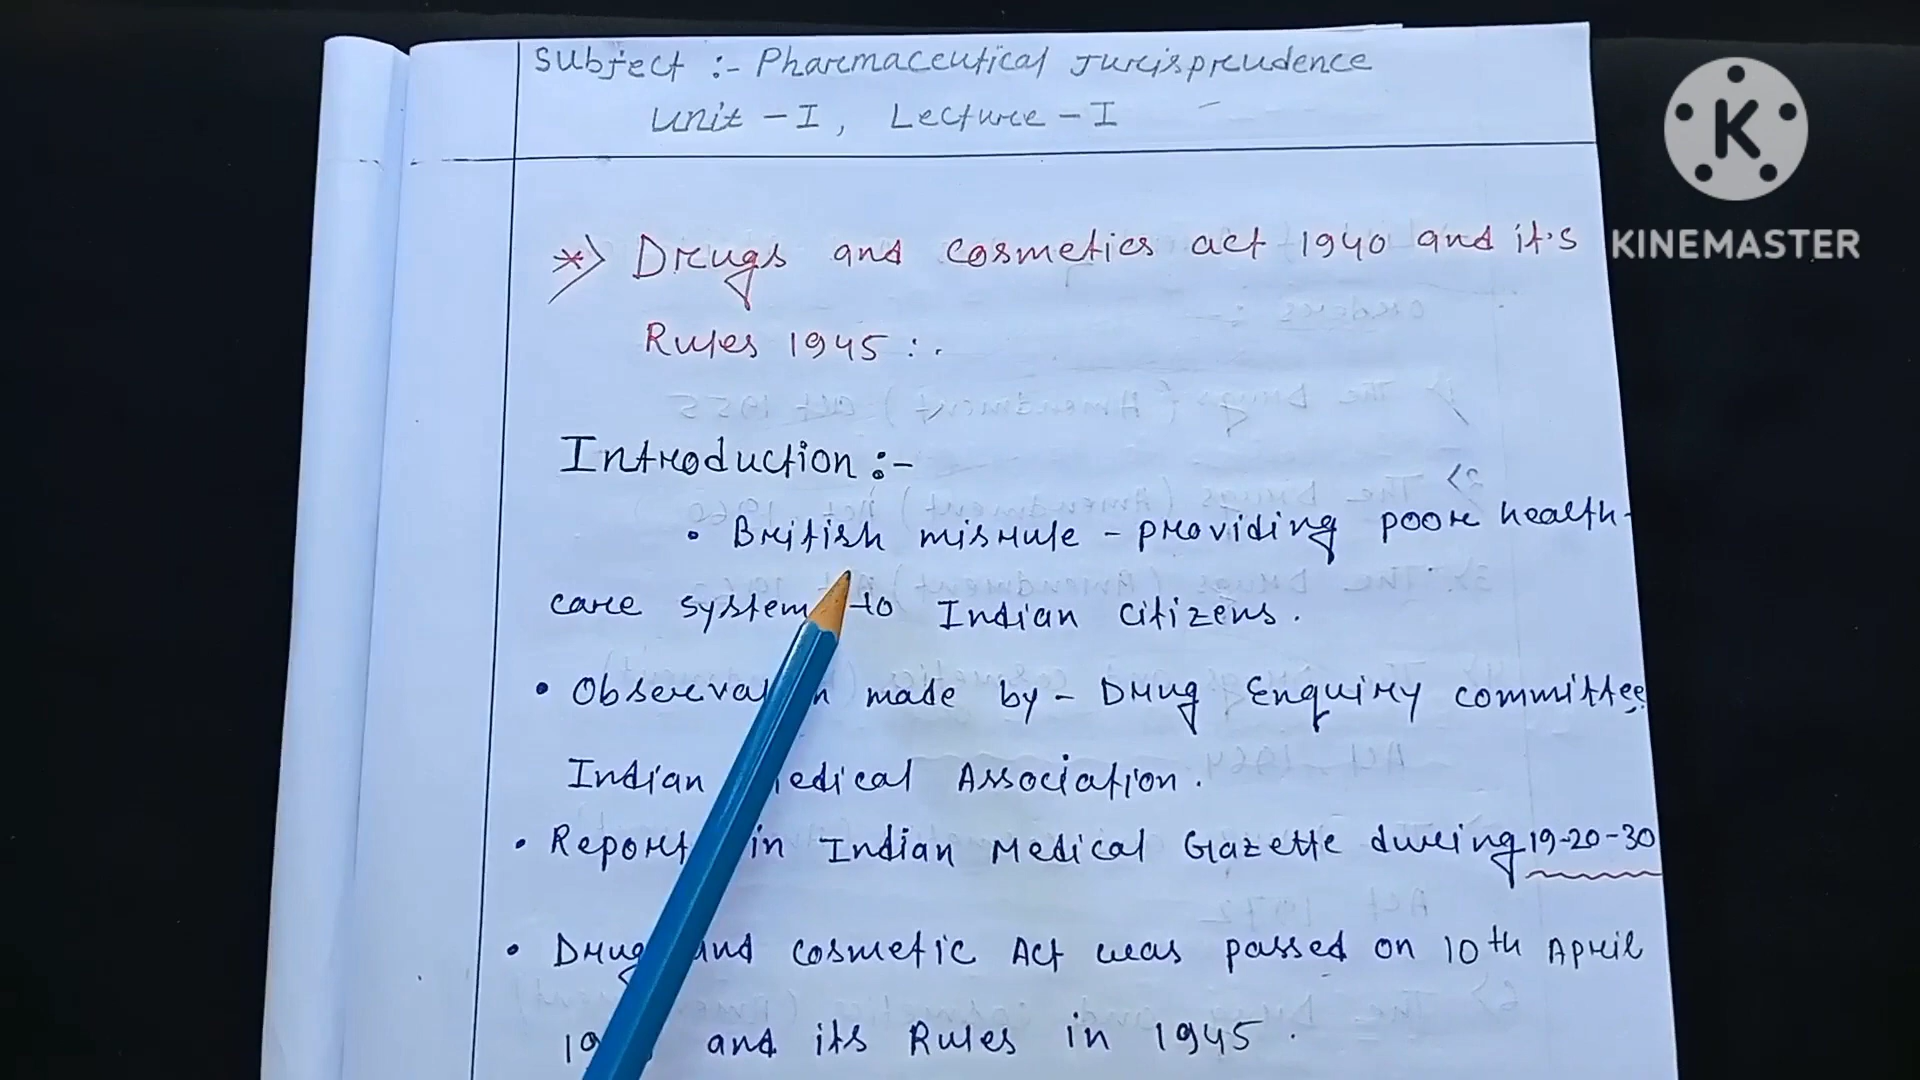 Subject :- Pharmaceutical Jurisprudence
Unit - I, Lecture - I
Drugs and cosmetics act 1940 and it's
Rules 1945 :.
Introduction :-
• British misrule - providing poor health-
care system to Indian citizens.
• made by - Drug Enquiry committee
Indian Medical Association.
• Report in Indian Medical Gazette during 19-20-30
• Drug and cosmetic Act was passed on 10th April
and its Rules in 1945.
K
KINEMASTER